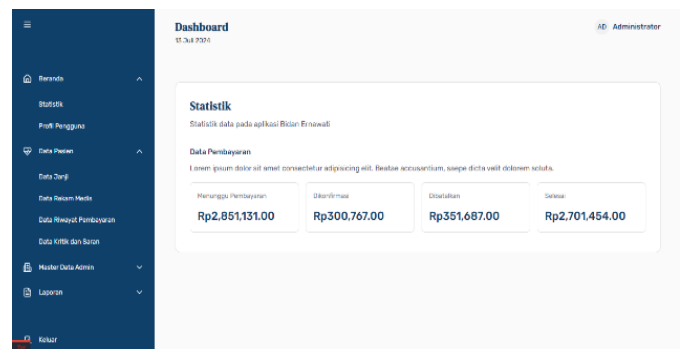 Dashboard
13 Juli 2024
AD Administrator
Beranda
Statistik
Profil Pengguna
Data Pasien
Data Janji
Data Rekam Medis
Data Riwayat Pembayaran
Data Kritik dan Saran
Master Data Admin
Laporan
Keluar
Statistik
Statistik data pada aplikasi Bidan Ernawati
Data Pembayaran
Lorem ipsum dolor sit amet consectetur adipiscing elit. Beatae accusantium, saepe dicta velit dolorem soluta.
Menunggu Pembayaran
Rp2,851,131.00
Dikonfirmasi
Rp300,767.00
Dibatalkan
Rp351,687.00
Selesai
Rp2,701,454.00